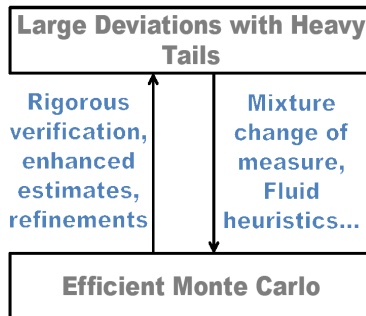 Large Deviations with Heavy
Tails
Rigorous
verification,
enhanced
estimates,
refinements
Mixture
change of
measure,
Fluid
heuristics...
Efficient Monte Carlo